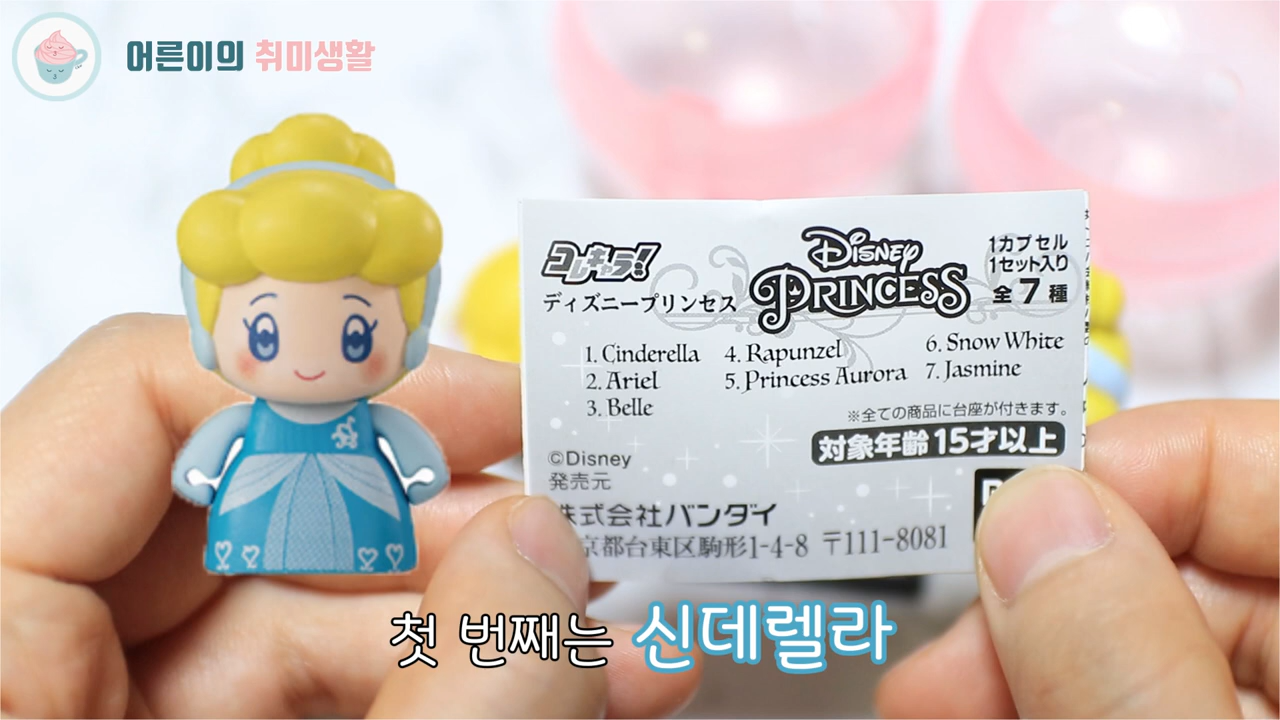 어른이의 취미생활
コレキャラ!
ディズニープリンセス
Disney
PRINCESS
1カプセル
1セット入り
全7種
1. Cinderella
2. Ariel
3. Belle
4. Rapunzel
5. Princess Aurora
6. Snow White
7. Jasmine
※全ての商品に台座が付きます。
対象年齢15才以上
©Disney
発売元
株式会社バンダイ
京都台東区駒形1-4-8 〒111-8081
첫 번째는 신데렐라